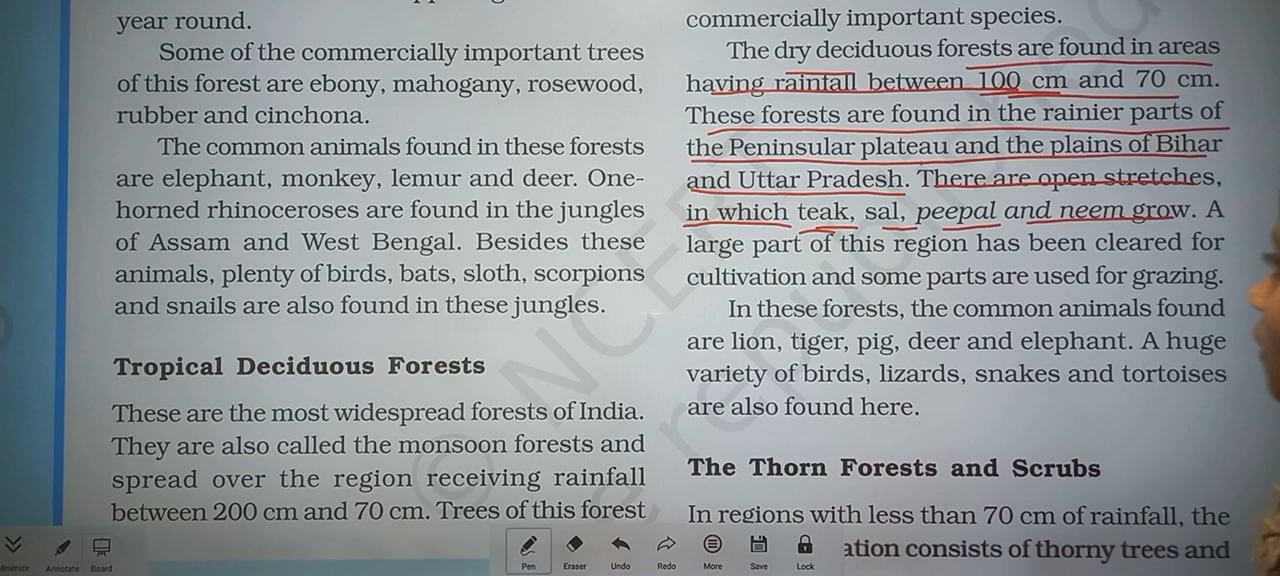 year round.
Some of the commercially important trees
of this forest are ebony, mahogany, rosewood,
rubber and cinchona.
The common animals found in these forests
are elephant, monkey, lemur and deer. One-
horned rhinoceroses are found in the jungles
of Assam and West Bengal. Besides these
animals, plenty of birds, bats, sloth, scorpions
and snails are also found in these jungles.
Tropical Deciduous Forests
These are the most widespread forests of India.
They are also called the monsoon forests and
spread over the region receiving rainfall
between 200 cm and 70 cm. Trees of this forest
commercially important species.
The dry deciduous forests are found in areas
having rainfall between 100 cm and 70 cm.
These forests are found in the rainier parts of
the Peninsular plateau and the plains of Bihar
and Uttar Pradesh. There are open stretches,
in which teak, sal, peepal and neem grow. A
large part of this region has been cleared for
cultivation and some parts are used for grazing.
In these forests, the common animals found
are lion, tiger, pig, deer and elephant. A huge
variety of birds, lizards, snakes and tortoises
are also found here.
The Thorn Forests and Scrubs
In regions with less than 70 cm of rainfall, the
ation consists of thorny trees and
© NCERT
be republished
Minimize Annotate Board Pen Eraser Undo Redo More Save Lock